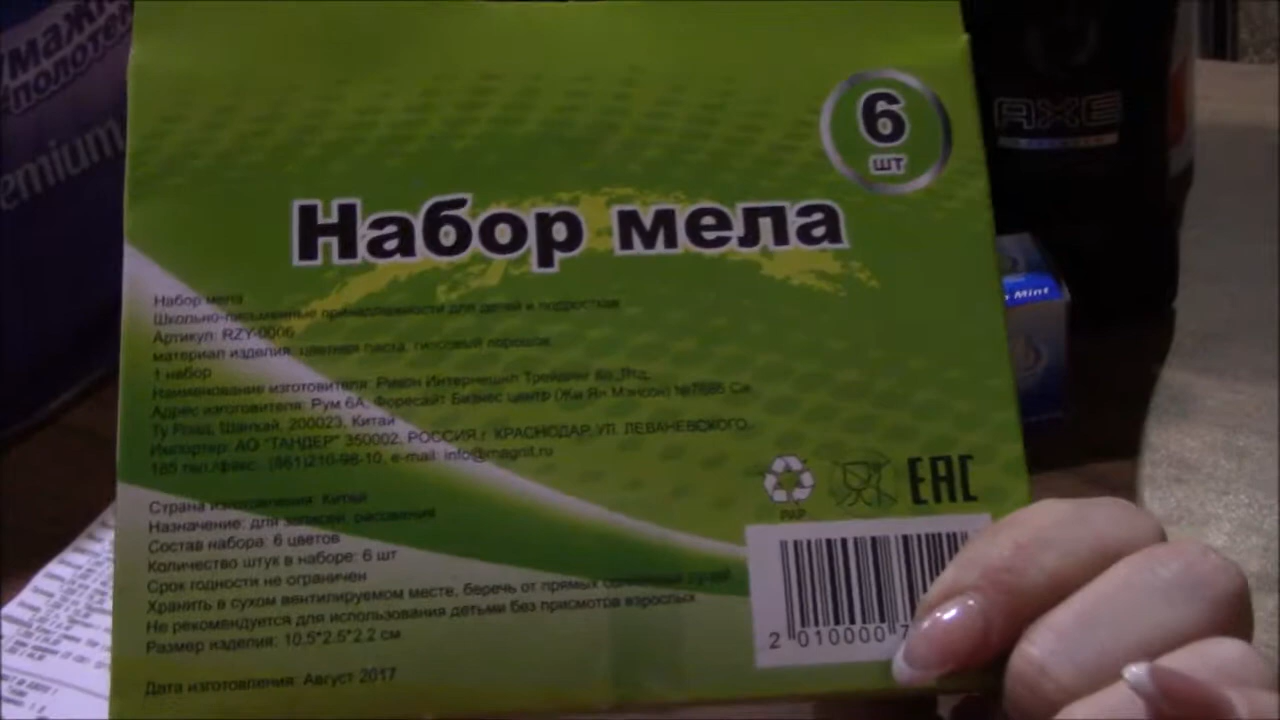 6
шт
Набор мела
Набор мела
Школьно-письменные принадлежности для детей и подростков
Артикул: RZY-0006
материал изделия: цветная паста, гипсовый порошок
1 набор
Наименование изготовителя: Ривон Интернешнл Трейдинг
Адрес изготовителя: Рум 6А, Форесайт Бизнес центр (Жи Ян Мэнсон) №7685 Си
Ту Роад, Шанхай, 200023, Китай
Импортер: АО "ТАНДЕР" 350002, РОССИЯ,г. КРАСНОДАР, УЛ. ЛЕВАНЕВСКОГО,
185 тел./факс.: (861)210-98-10, e-mail: info@magnit.ru
Страна изготовления: Китай
Назначение: для записей, рисования
Состав набора: 6 цветов
Количество штук в наборе: 6 шт
Срок годности не ограничен
Хранить в сухом вентилируемом месте, беречь от прямых солнечных лучей
Не рекомендуется для использования детьми без присмотра взрослых
Размер изделия: 10.5*2.5*2.2 см
Дата изготовления: Август 2017
PAP
EAC
2 010000 7
AXE
Mint
emium